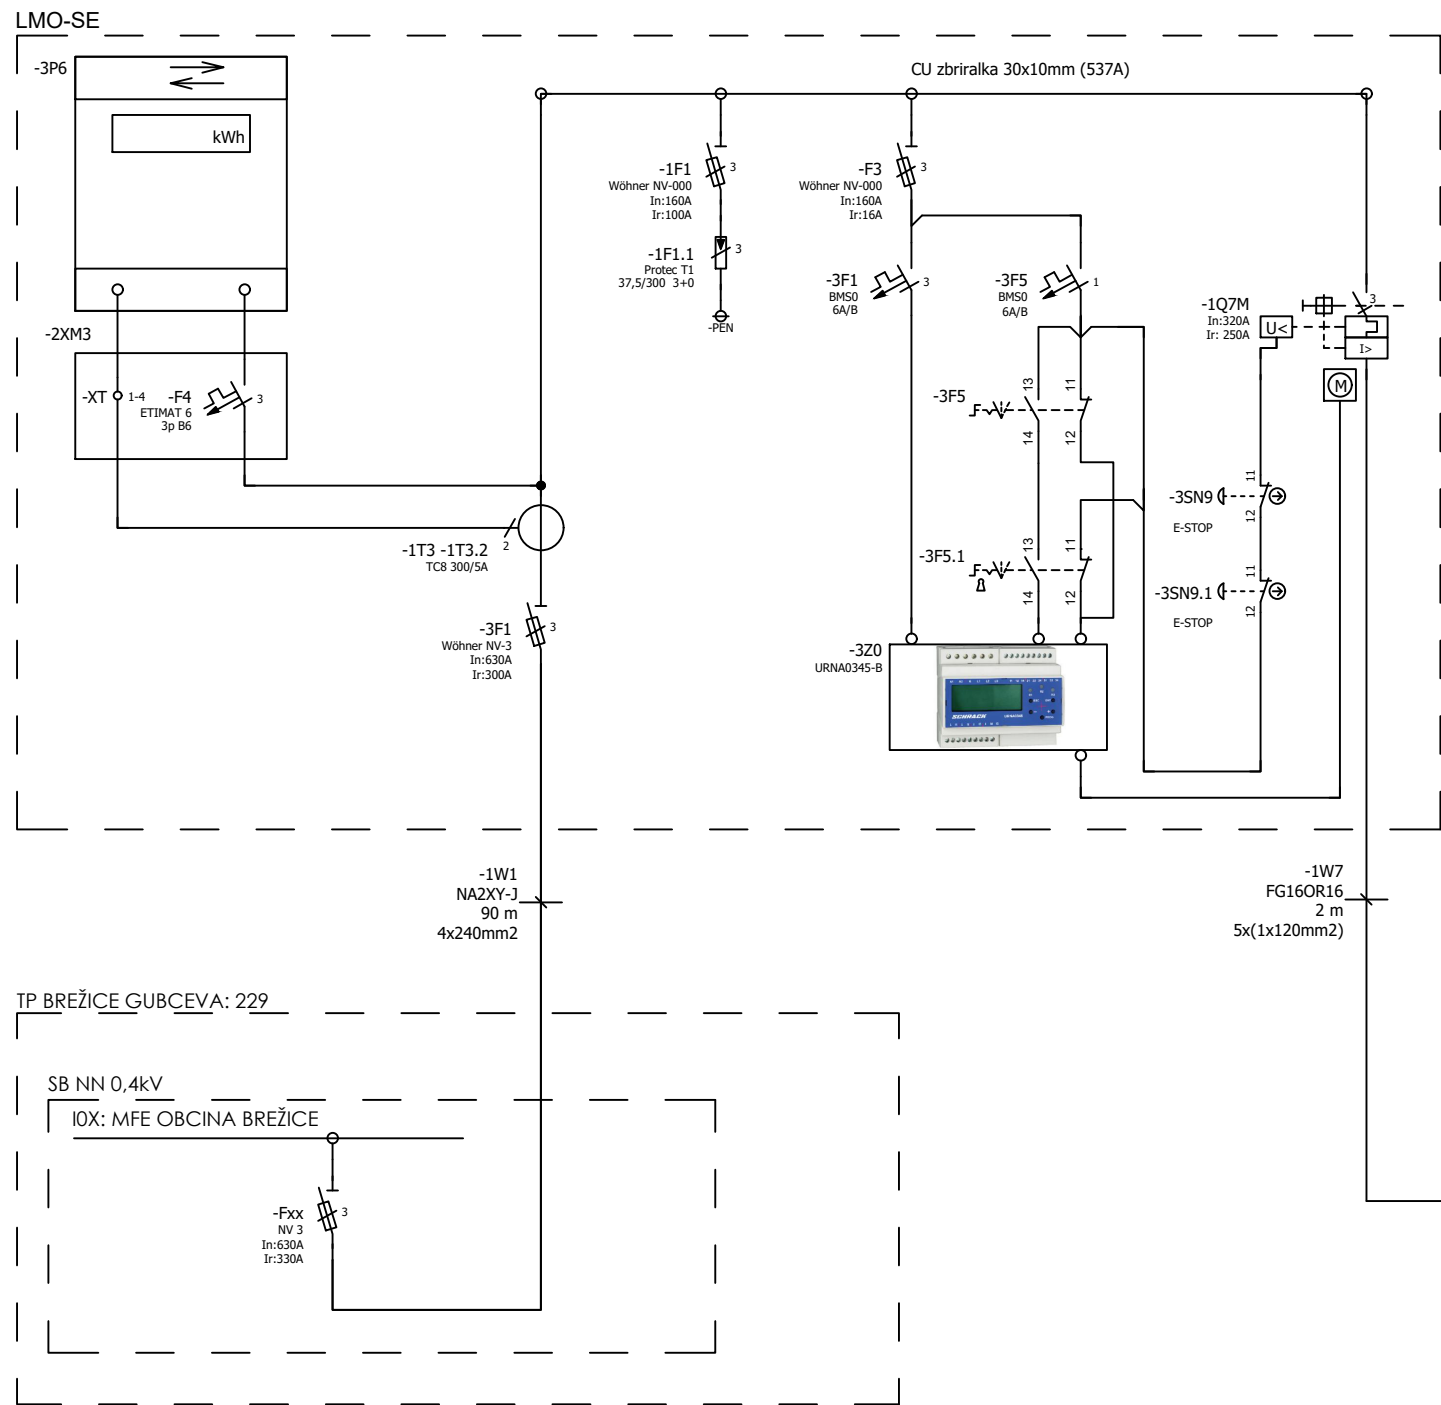 LMO-SE
-3P6
kWh
-2XM3
-XT
1-4
-F4
ETIMAT 6
3p B6
3
-1T3 -1T3.2
TC8 300/5A
2
-3F1
Wöhner NV-3
In:630A
Ir:300A
3
CU zbriralka 30x10mm (537A)
-1F1
Wöhner NV-000
In:160A
Ir:100A
3
-1F1.1
Protec T1
37,5/300 3+0
3
-PEN
-F3
Wöhner NV-000
In:160A
Ir:16A
3
-3F1
BMS0
6A/B
3
-3F5
BMS0
6A/B
1
-3F5
13
14
11
12
-3F5.1
13
14
11
12
-3Z0
URNA0345-B
SCHRACK
-1Q7M
In:320A
Ir: 250A
U<
3
I>
M
-3SN9
E-STOP
11
12
-3SN9.1
E-STOP
11
12
-1W1
NA2XY-J
90 m
4x240mm2
-1W7
FG16OR16
2 m
5x(1x120mm2)
TP BREŽICE GUBCEVA: 229
SB NN 0,4kV
I0X: MFE OBCINA BREŽICE
-Fxx
NV 3
In:630A
Ir:330A
3